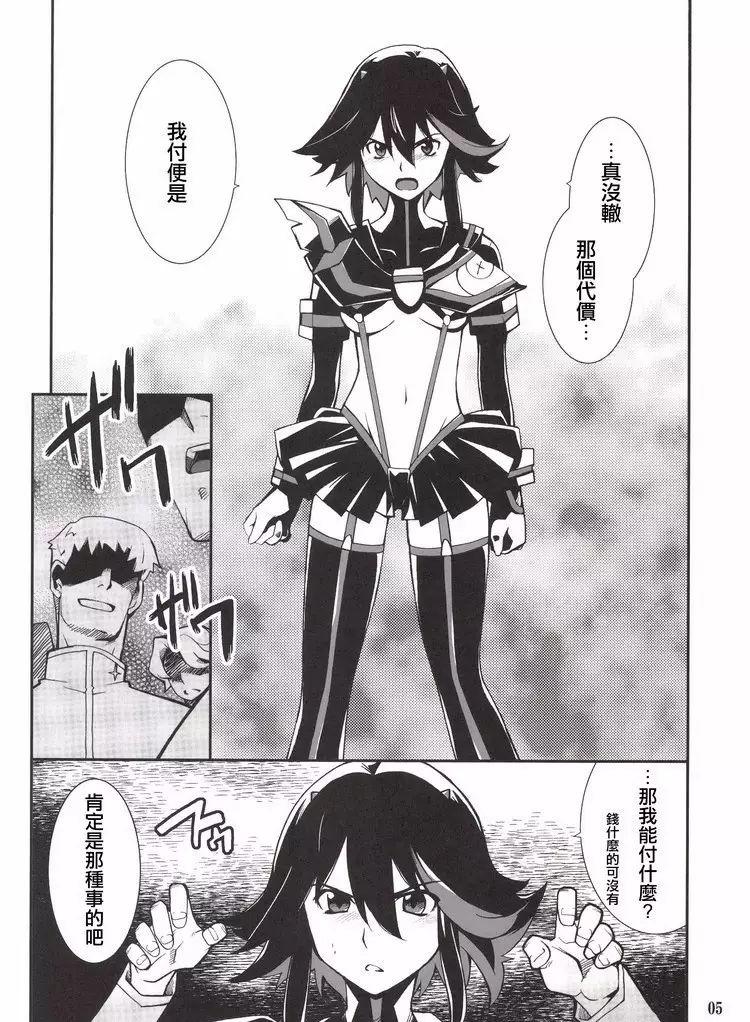 …真沒轍
那個代價…
我付便是
ザワ
ザワ
…那我能付什麼?
錢什麼的可沒有
肯定是那種事的吧
05